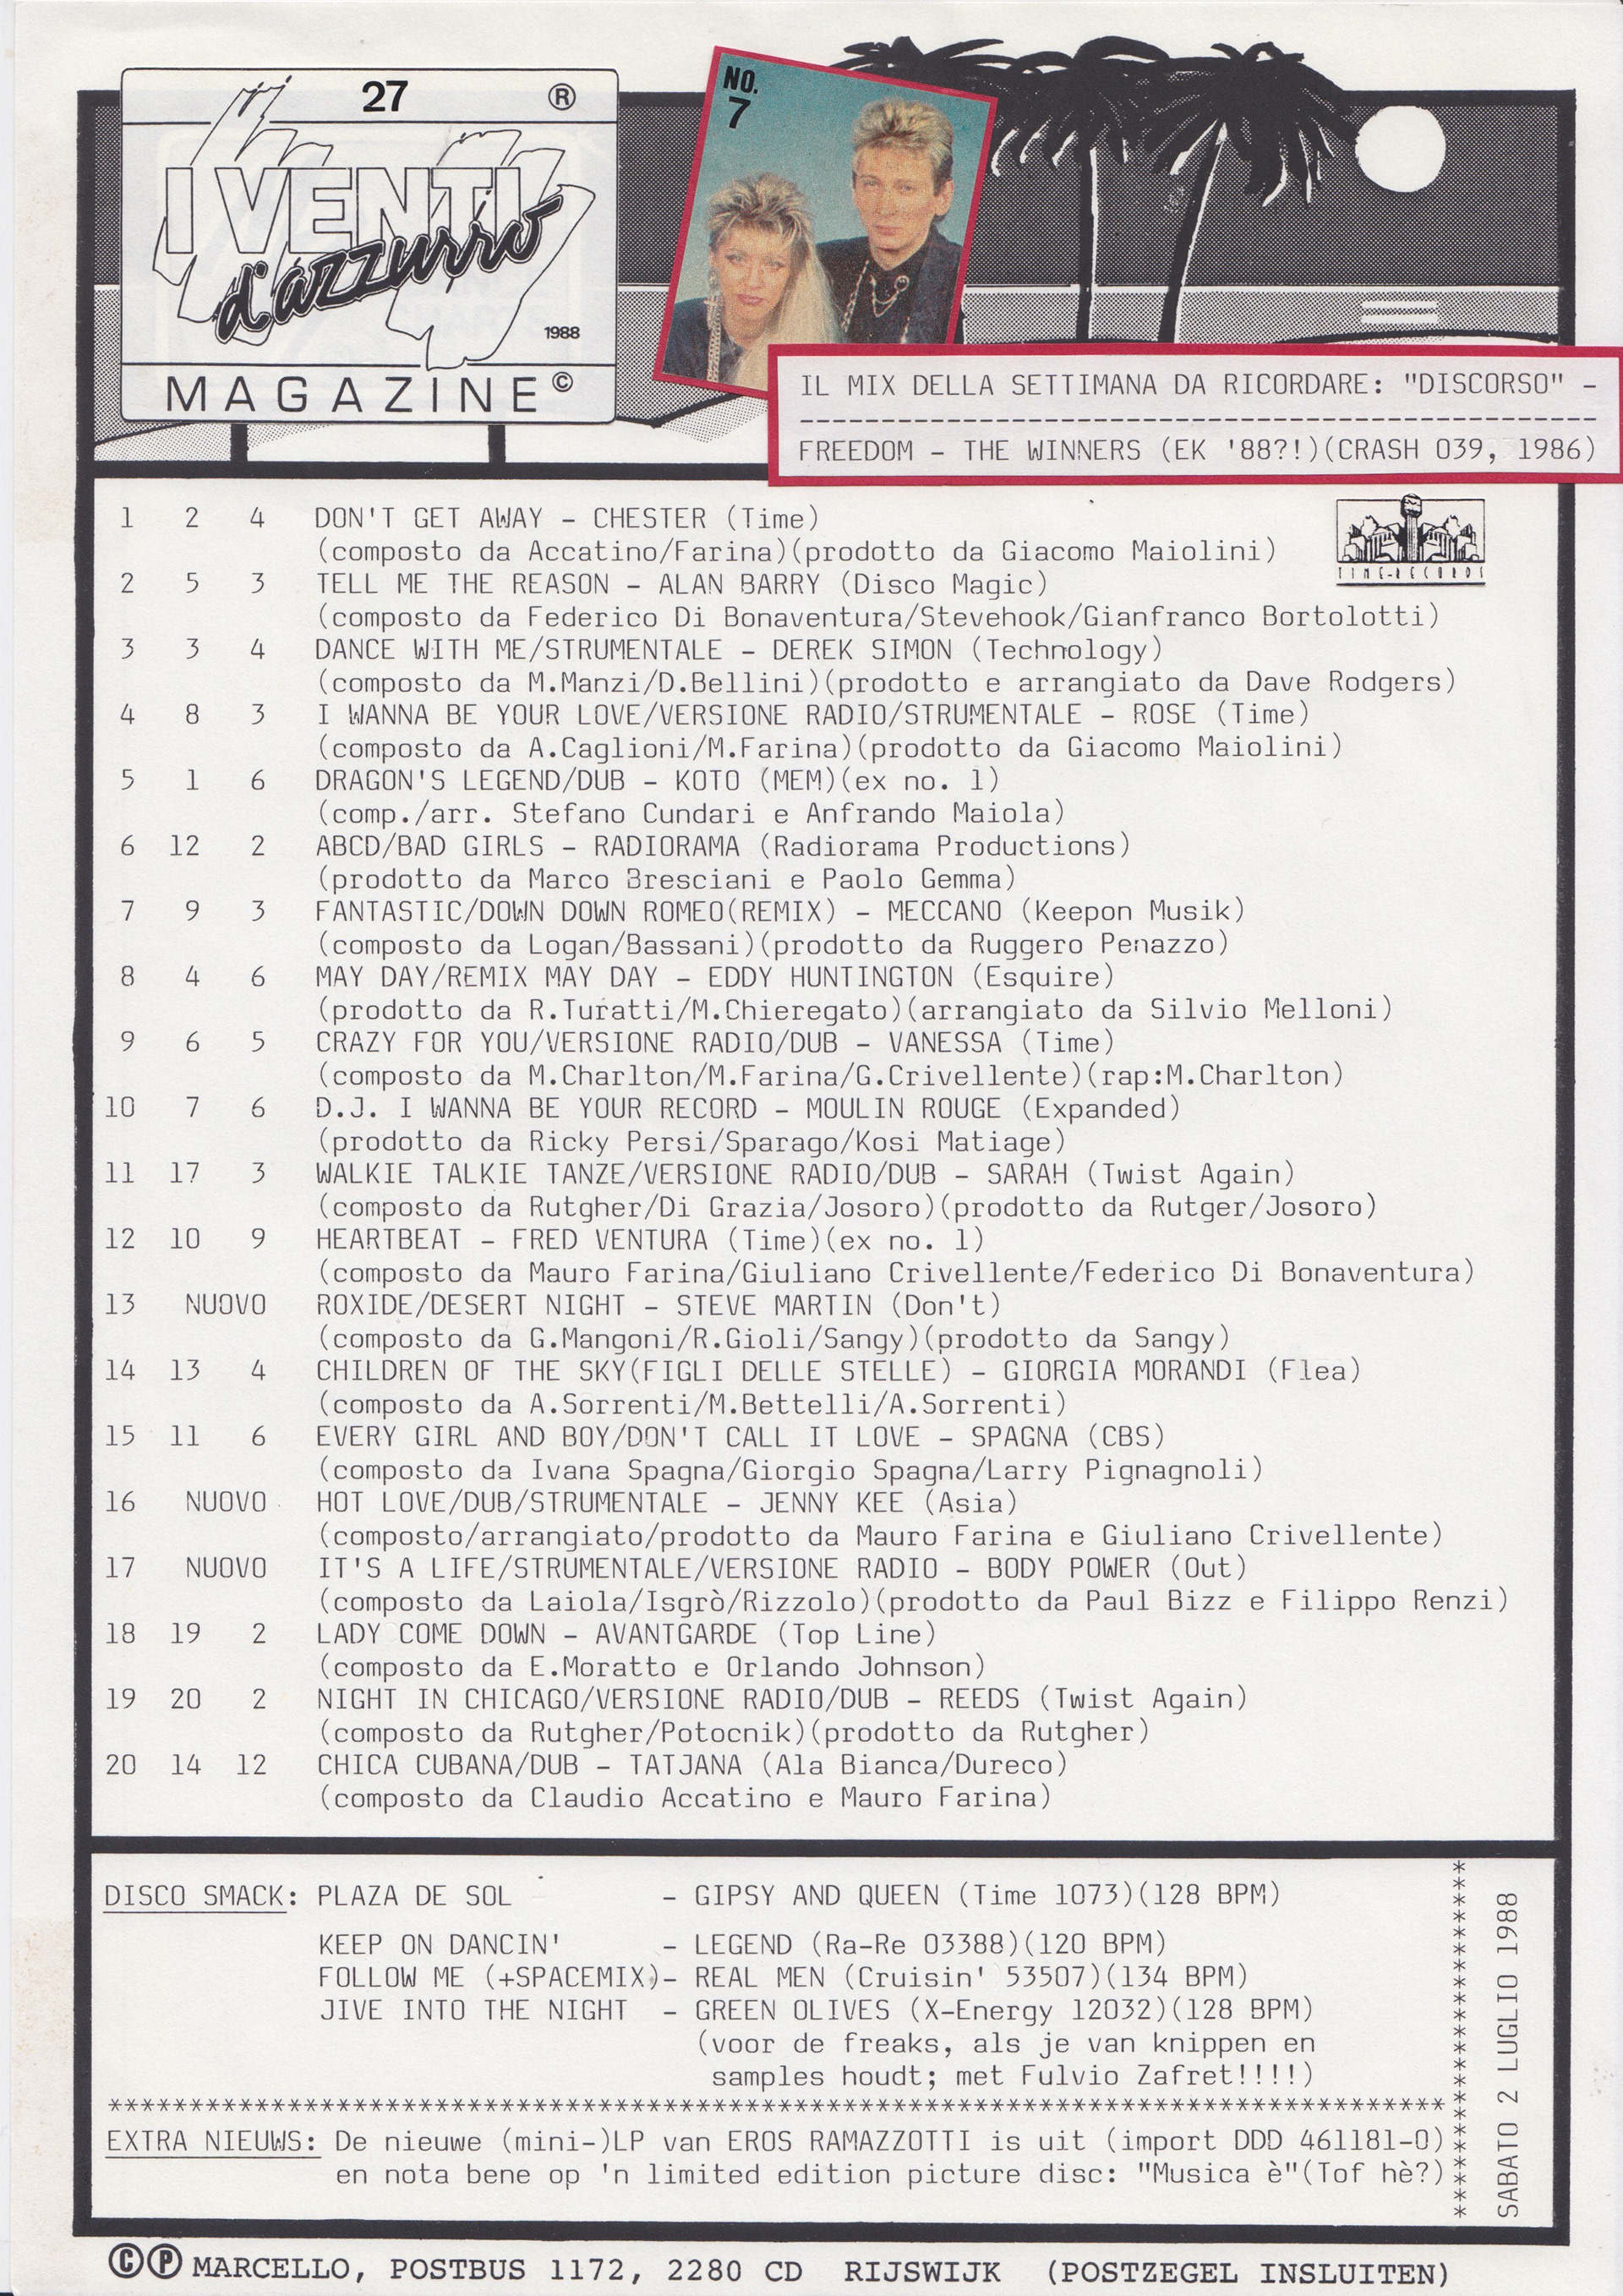 27 ®
I VENTI
d'azzurro
1988
MAGAZINE©
NO.
7
IL MIX DELLA SETTIMANA DA RICORDARE: "DISCORSO" -
FREEDOM - THE WINNERS (EK '88?!)(CRASH 039, 1986)
TIME-RECORDS
1 2 4 DON'T GET AWAY - CHESTER (Time)
(composto da Accatino/Farina)(prodotto da Giacomo Maiolini)
2 5 3 TELL ME THE REASON - ALAN BARRY (Disco Magic)
(composto da Federico Di Bonaventura/Stevehook/Gianfranco Bortolotti)
3 3 4 DANCE WITH ME/STRUMENTALE - DEREK SIMON (Technology)
(composto da M.Manzi/D.Bellini)(prodotto e arrangiato da Dave Rodgers)
4 8 3 I WANNA BE YOUR LOVE/VERSIONE RADIO/STRUMENTALE - ROSE (Time)
(composto da A.Caglioni/M.Farina)(prodotto da Giacomo Maiolini)
5 1 6 DRAGON'S LEGEND/DUB - KOTO (MEM)(ex no. 1)
(comp./arr. Stefano Cundari e Anfrando Maiola)
6 12 2 ABCD/BAD GIRLS - RADIORAMA (Radiorama Productions)
(prodotto da Marco Bresciani e Paolo Gemma)
7 9 3 FANTASTIC/DOWN DOWN ROMEO(REMIX) - MECCANO (Keepon Musik)
(composto da Logan/Bassani)(prodotto da Ruggero Penazzo)
8 4 6 MAY DAY/REMIX MAY DAY - EDDY HUNTINGTON (Esquire)
(prodotto da R.Turatti/M.Chieregato)(arrangiato da Silvio Melloni)
9 6 5 CRAZY FOR YOU/VERSIONE RADIO/DUB - VANESSA (Time)
(composto da M.Charlton/M.Farina/G.Crivellente)(rap:M.Charlton)
10 7 6 D.J. I WANNA BE YOUR RECORD - MOULIN ROUGE (Expanded)
(prodotto da Ricky Persi/Sparago/Kosi Matiage)
11 17 3 WALKIE TALKIE TANZE/VERSIONE RADIO/DUB - SARAH (Twist Again)
(composto da Rutgher/Di Grazia/Josoro)(prodotto da Rutger/Josoro)
12 10 9 HEARTBEAT - FRED VENTURA (Time)(ex no. 1)
(composto da Mauro Farina/Giuliano Crivellente/Federico Di Bonaventura)
13 NUOVO ROXIDE/DESERT NIGHT - STEVE MARTIN (Don't)
(composto da G.Mangoni/R.Gioli/Sangy)(prodotto da Sangy)
14 13 4 CHILDREN OF THE SKY(FIGLI DELLE STELLE) - GIORGIA MORANDI (Flea)
(composto da A.Sorrenti/M.Bettelli/A.Sorrenti)
15 11 6 EVERY GIRL AND BOY/DON'T CALL IT LOVE - SPAGNA (CBS)
(composto da Ivana Spagna/Giorgio Spagna/Larry Pignagnoli)
16 NUOVO HOT LOVE/DUB/STRUMENTALE - JENNY KEE (Asia)
(composto/arrangiato/prodotto da Mauro Farina e Giuliano Crivellente)
17 NUOVO IT'S A LIFE/STRUMENTALE/VERSIONE RADIO - BODY POWER (Out)
(composto da Laiola/Isgrò/Rizzolo)(prodotto da Paul Bizz e Filippo Renzi)
18 19 2 LADY COME DOWN - AVANTGARDE (Top Line)
(composto da E.Moratto e Orlando Johnson)
19 20 2 NIGHT IN CHICAGO/VERSIONE RADIO/DUB - REEDS (Twist Again)
(composto da Rutgher/Potocnik)(prodotto da Rutgher)
20 14 12 CHICA CUBANA/DUB - TATJANA (Ala Bianca/Dureco)
(composto da Claudio Accatino e Mauro Farina)
DISCO SMACK: PLAZA DE SOL - GIPSY AND QUEEN (Time 1073)(128 BPM)
KEEP ON DANCIN' - LEGEND (Ra-Re 03388)(120 BPM)
FOLLOW ME (+SPACEMIX)- REAL MEN (Cruisin' 53507)(134 BPM)
JIVE INTO THE NIGHT - GREEN OLIVES (X-Energy 12032)(128 BPM)
(voor de freaks, als je van knippen en
samples houdt; met Fulvio Zafret!!!!)
EXTRA NIEUWS: De nieuwe (mini-)LP van EROS RAMAZZOTTI is uit (import DDD 461181-0)
en nota bene op 'n limited edition picture disc: "Musica è"(Tof hè?)
SABATO 2 LUGLIO 1988
©℗ MARCELLO, POSTBUS 1172, 2280 CD RIJSWIJK (POSTZEGEL INSLUITEN)